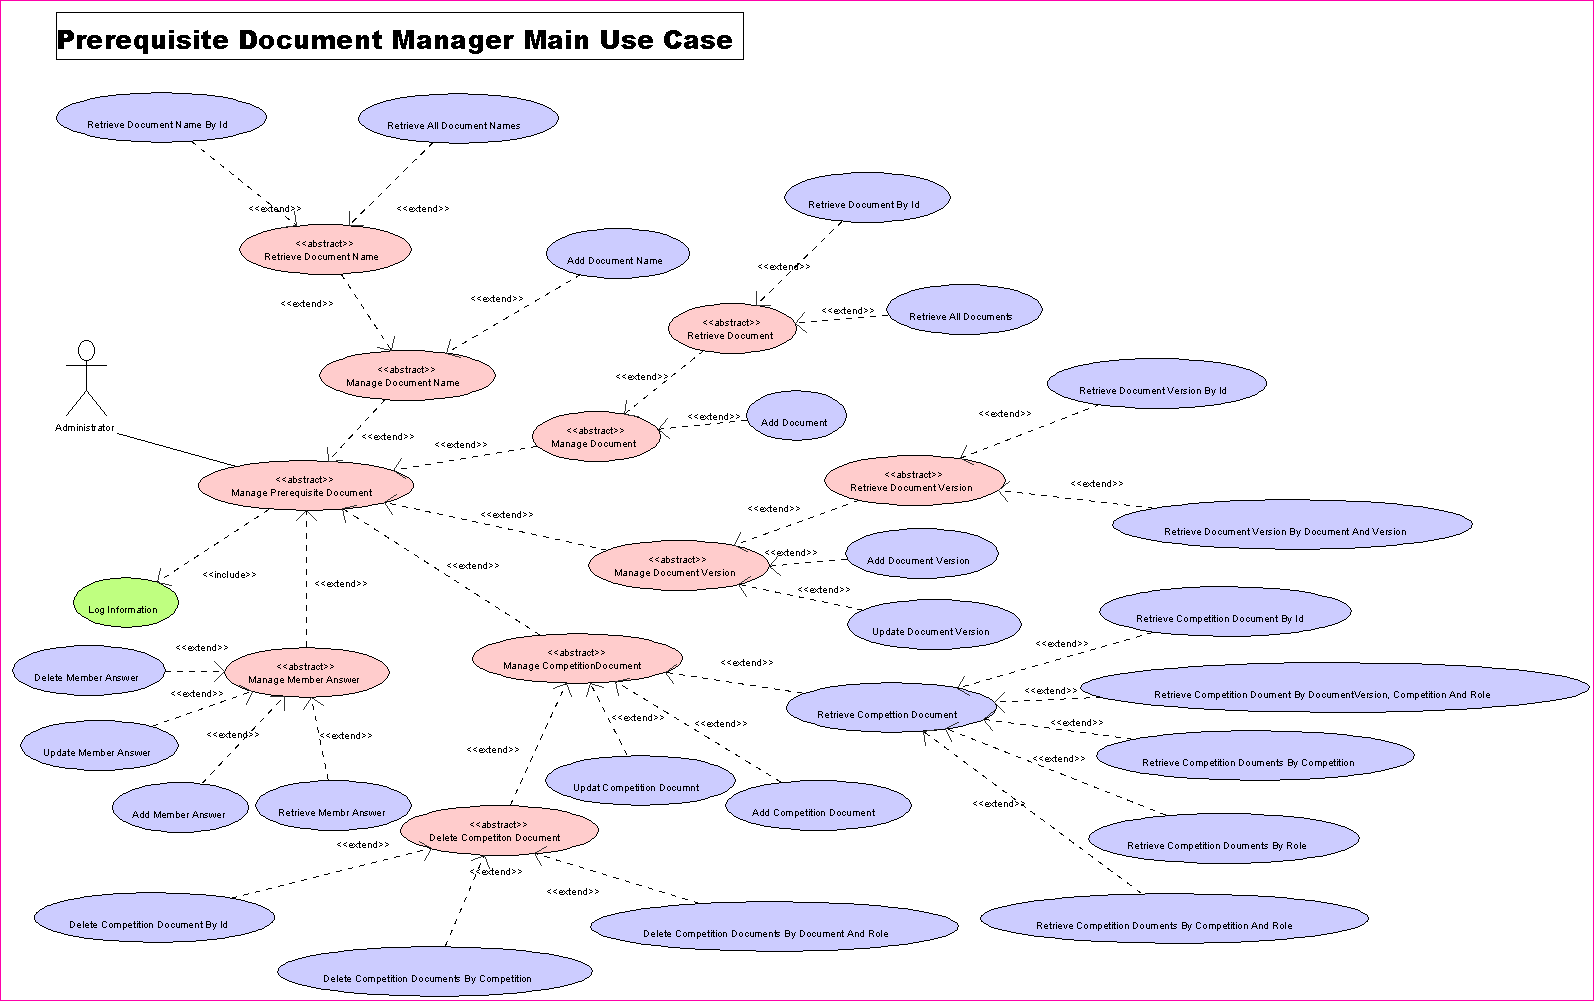 Prerequisite Document Manager Main Use Case
Retrieve Document Name By Id
Retrieve All Document Names
<<extend>>
<<extend>>
Retrieve Document By Id
<<abstract>>
Retrieve Document Name
Add Document Name
<<extend>>
<<extend>>
<<extend>>
<<abstract>>
Retrieve Document
<<extend>>
Retrieve All Documents
<<abstract>>
Manage Document Name
<<extend>>
Retrieve Document Version By Id
Administrator
<<extend>>
<<extend>>
<<abstract>>
Manage Document
<<extend>>
Add Document
<<extend>>
<<abstract>>
Manage Prerequisite Document
<<abstract>>
Retrieve Document Version
<<extend>>
<<extend>>
<<extend>>
Retrieve Document Version By Document And Version
<<include>>
<<extend>>
<<extend>>
<<abstract>>
Manage Document Version
<<extend>>
Add Document Version
<<extend>>
Log Information
Update Document Version
Retrieve Competition Document By Id
<<extend>>
Delete Member Answer
<<abstract>>
Manage Member Answer
<<abstract>>
Manage CompetitionDocument
<<extend>>
<<extend>>
<<extend>>
<<extend>>
Retrieve Competition Doument By DocumentVersion, Competition And Role
Retrieve Compettion Document
Update Member Answer
<<extend>>
<<extend>>
<<extend>>
<<extend>>
<<extend>>
<<extend>>
Retrieve Competition Douments By Competition
<<extend>>
Add Member Answer
Retrieve Membr Answer
Updat Competition Documnt
Add Competition Document
<<extend>>
<<abstract>>
Delete Competiton Document
<<extend>>
Retrieve Competition Douments By Role
<<extend>>
<<extend>>
Delete Competition Document By Id
Delete Competition Douments By Document And Role
Retrieve Competition Douments By Competition And Role
Delete Competition Documents By Competition